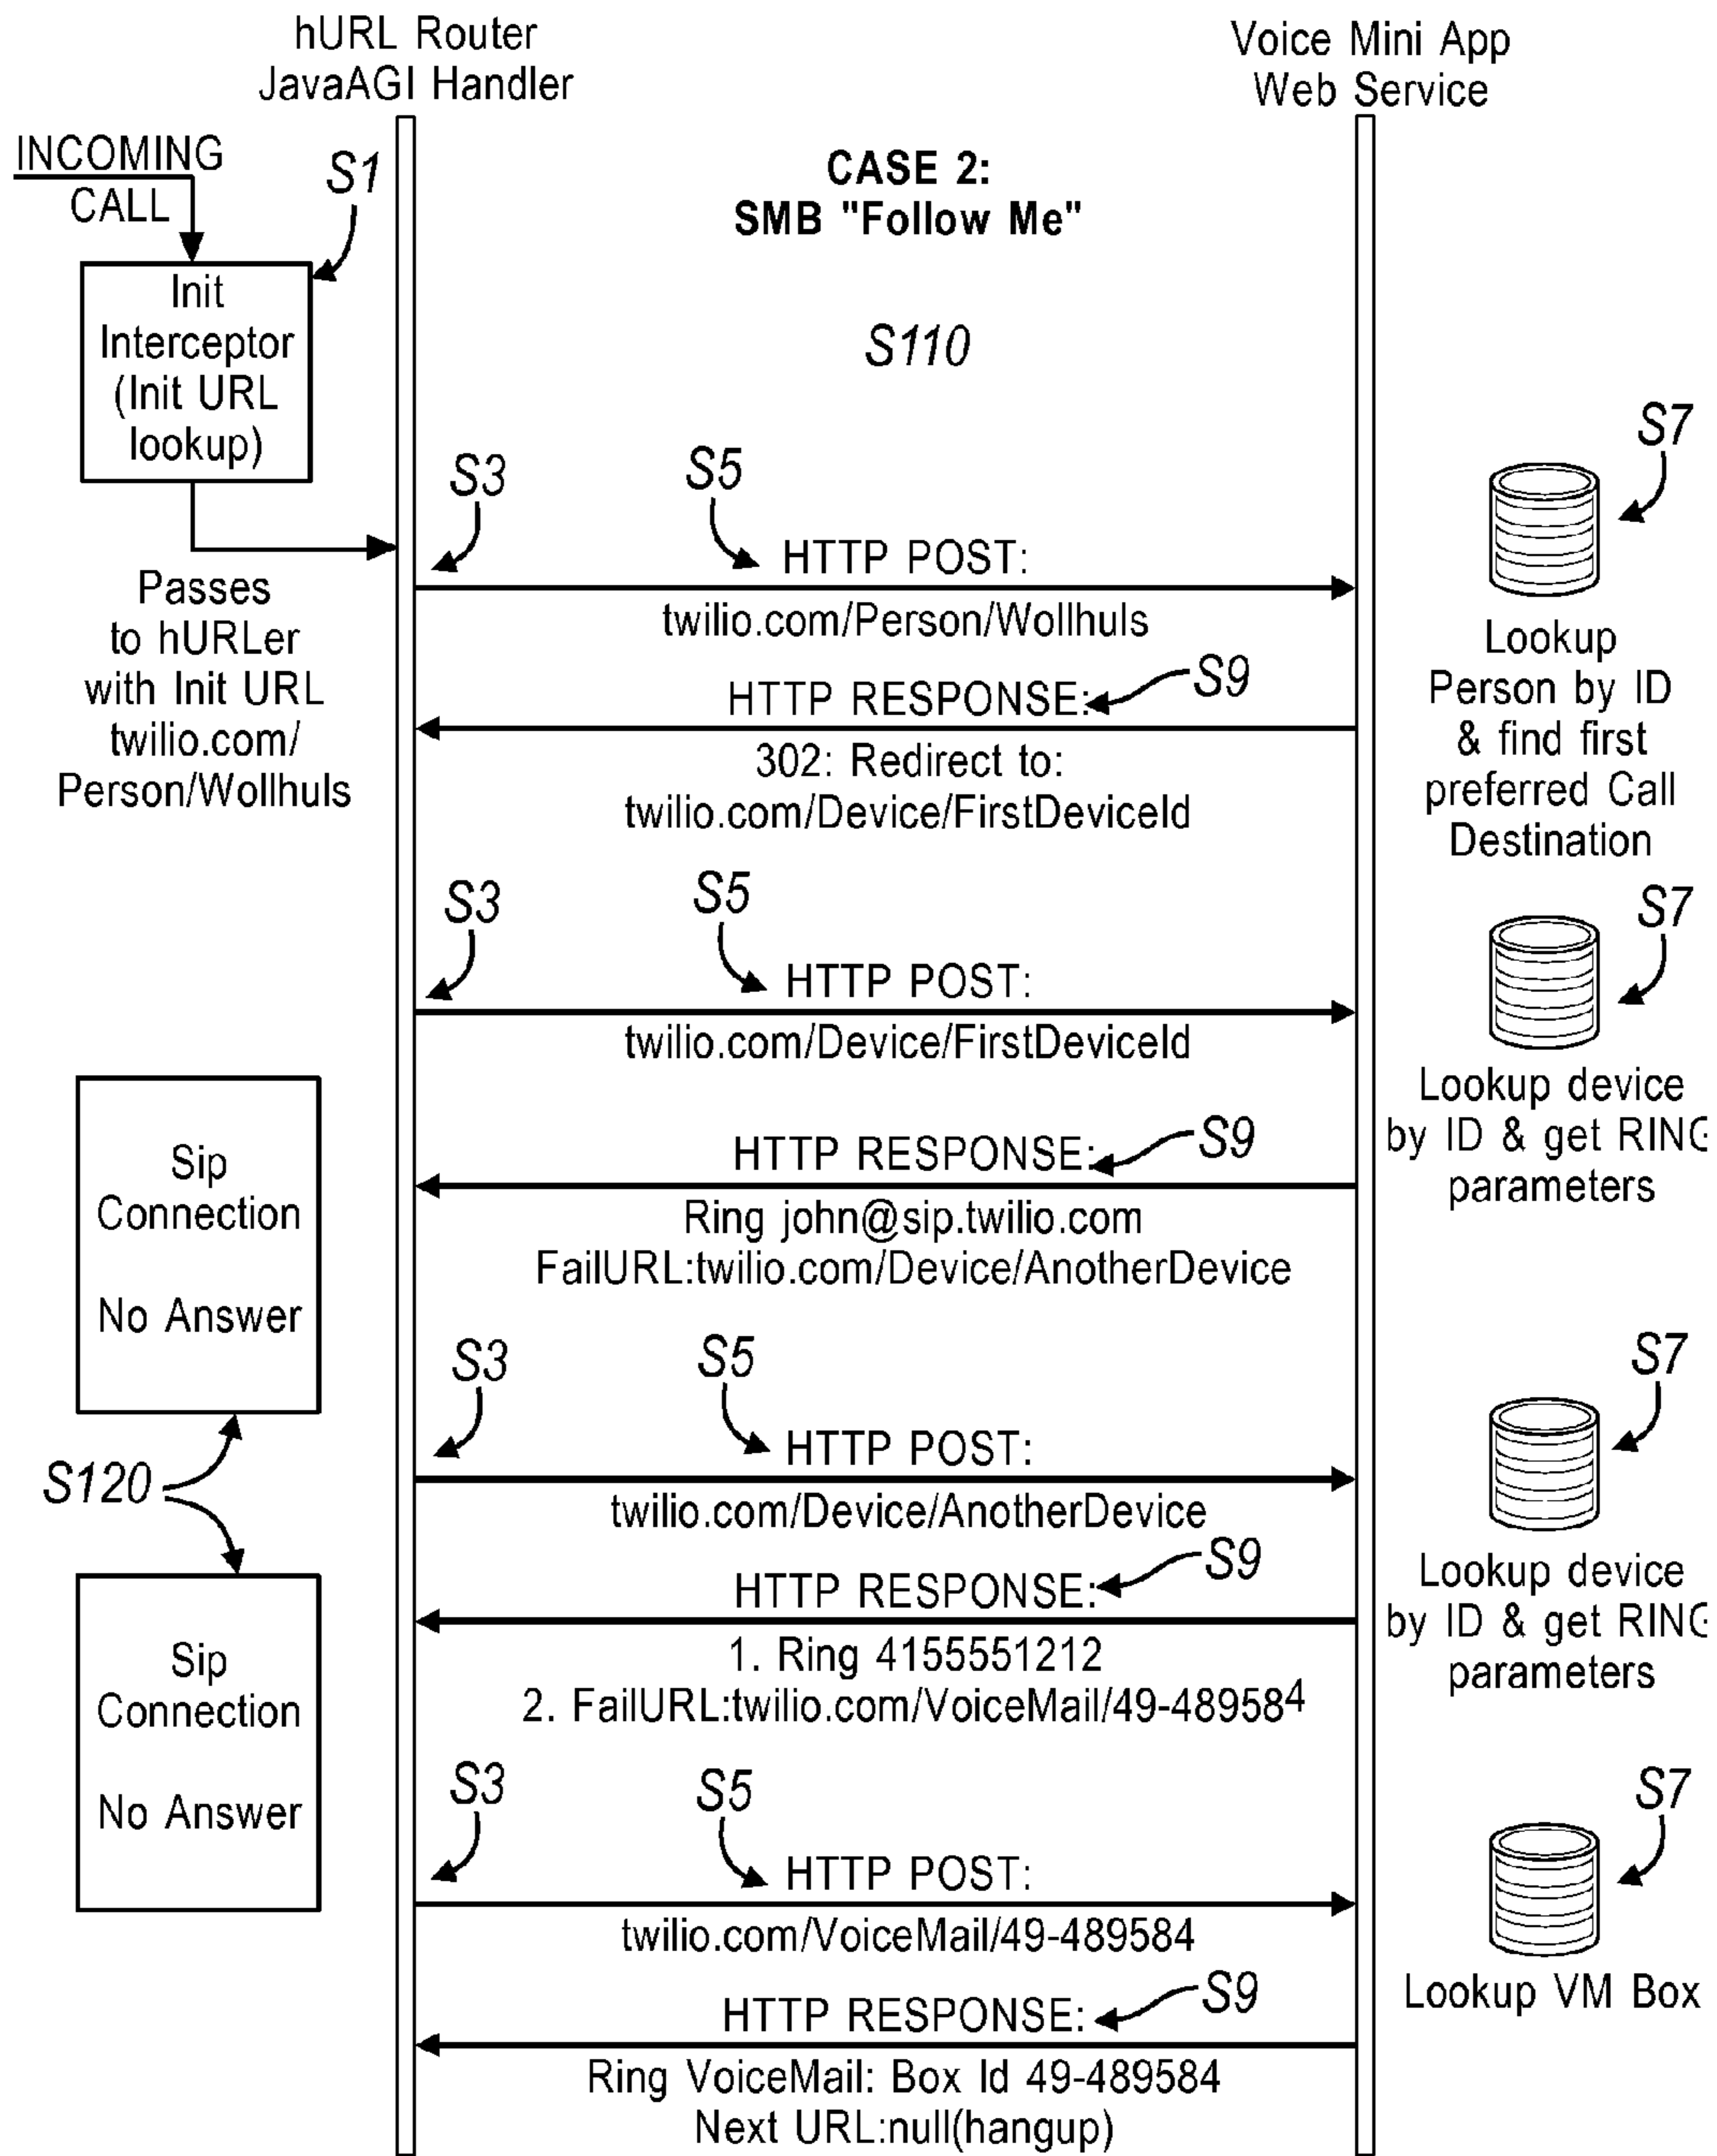 hURL Router
JavaAGI Handler
Voice Mini App
Web Service
INCOMING
CALL
S1
CASE 2:
SMB "Follow Me"
Init
Interceptor
(Init URL
lookup)
S110
S7
S3
S5
HTTP POST:
twilio.com/Person/Wollhuls
Passes
to hURLer
with Init URL
twilio.com/
Person/Wollhuls
Lookup
Person by ID
& find first
preferred Call
Destination
HTTP RESPONSE:
S9
302: Redirect to:
twilio.com/Device/FirstDeviceId
S3
S5
S7
HTTP POST:
twilio.com/Device/FirstDeviceId
Lookup device
by ID & get RING
parameters
Sip
Connection
No Answer
HTTP RESPONSE:
S9
Ring john@sip.twilio.com
FailURL:twilio.com/Device/AnotherDevice
S3
S5
S7
HTTP POST:
twilio.com/Device/AnotherDevice
S120
Lookup device
by ID & get RING
parameters
HTTP RESPONSE:
S9
1. Ring 4155551212
2. FailURL:twilio.com/VoiceMail/49-489584
Sip
Connection
No Answer
S3
S5
S7
HTTP POST:
twilio.com/VoiceMail/49-489584
Lookup VM Box
HTTP RESPONSE:
S9
Ring VoiceMail: Box Id 49-489584
Next URL:null(hangup)